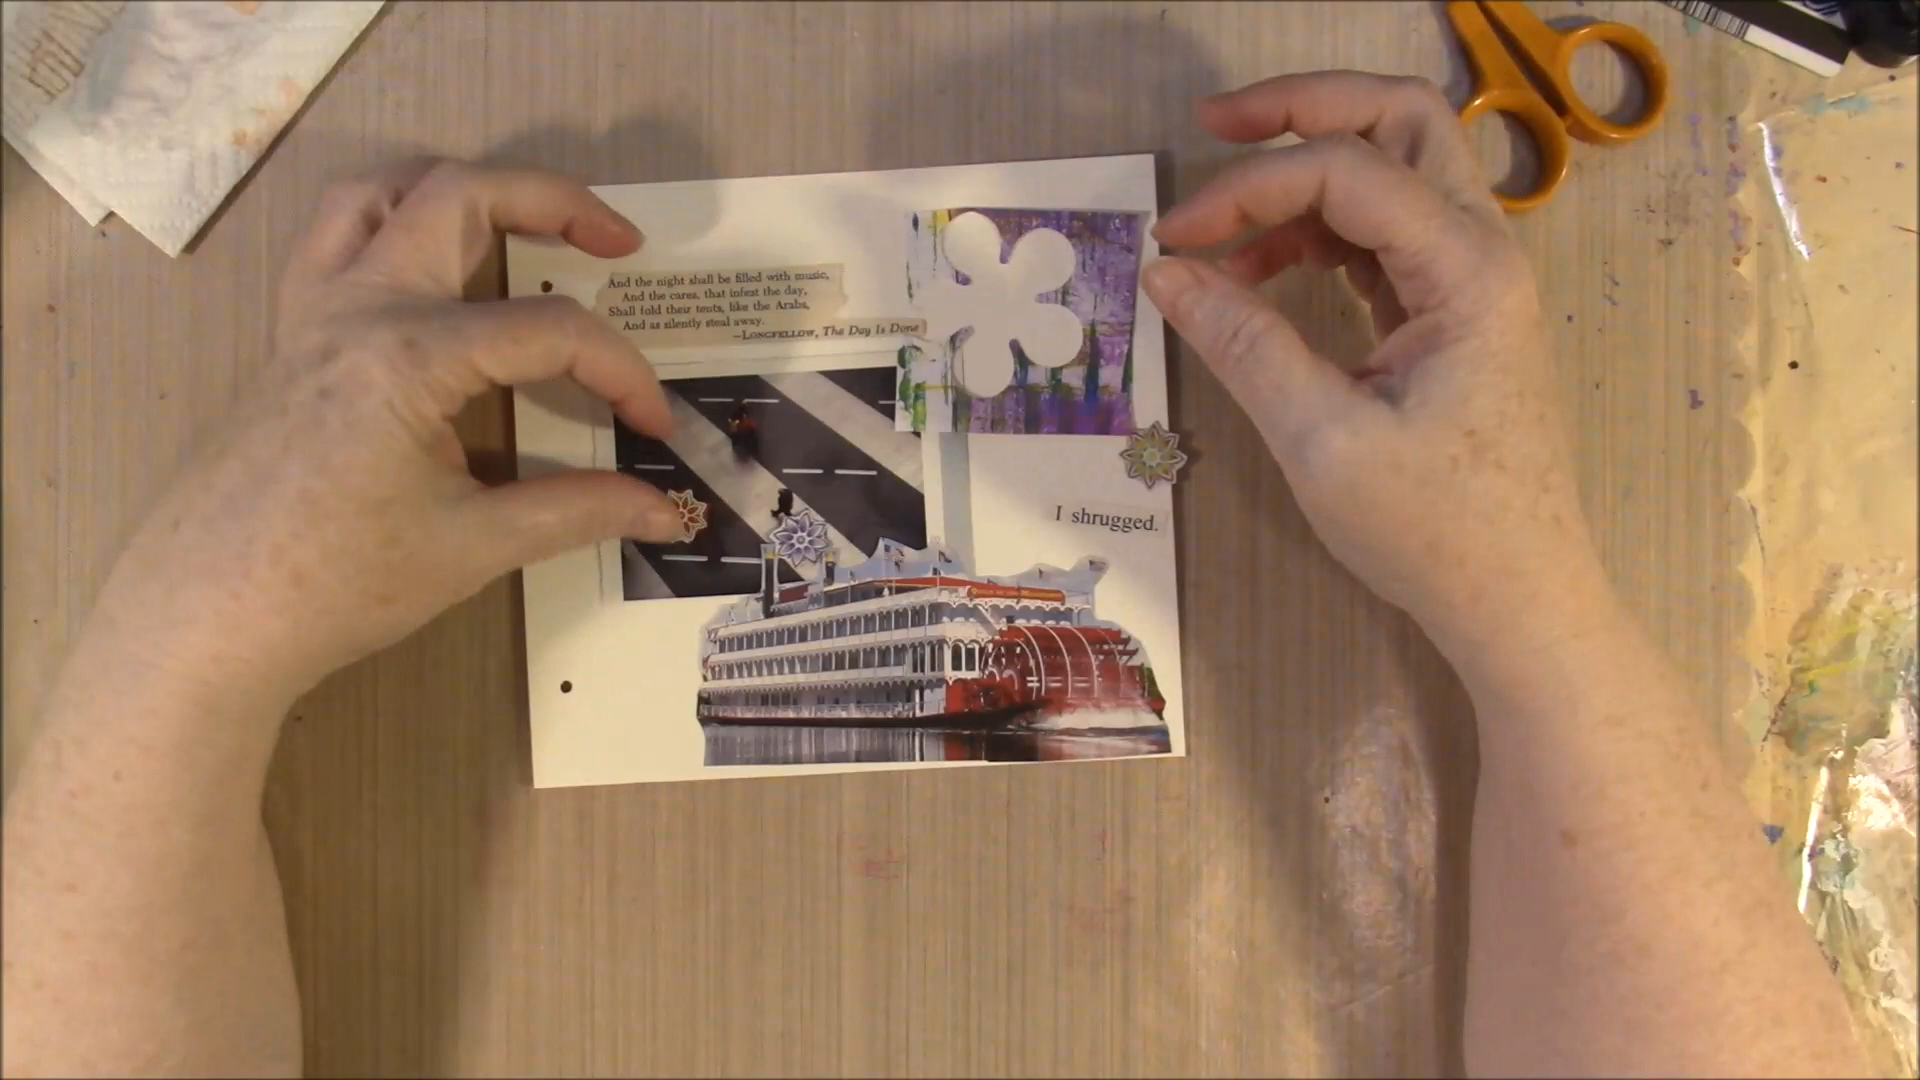 And the night shall be filled with music,
And the cares, that infest the day,
Shall fold their tents, like the Arabs,
And as silently steal away.
—LONGFELLOW, The Day Is Done
I shrugged.